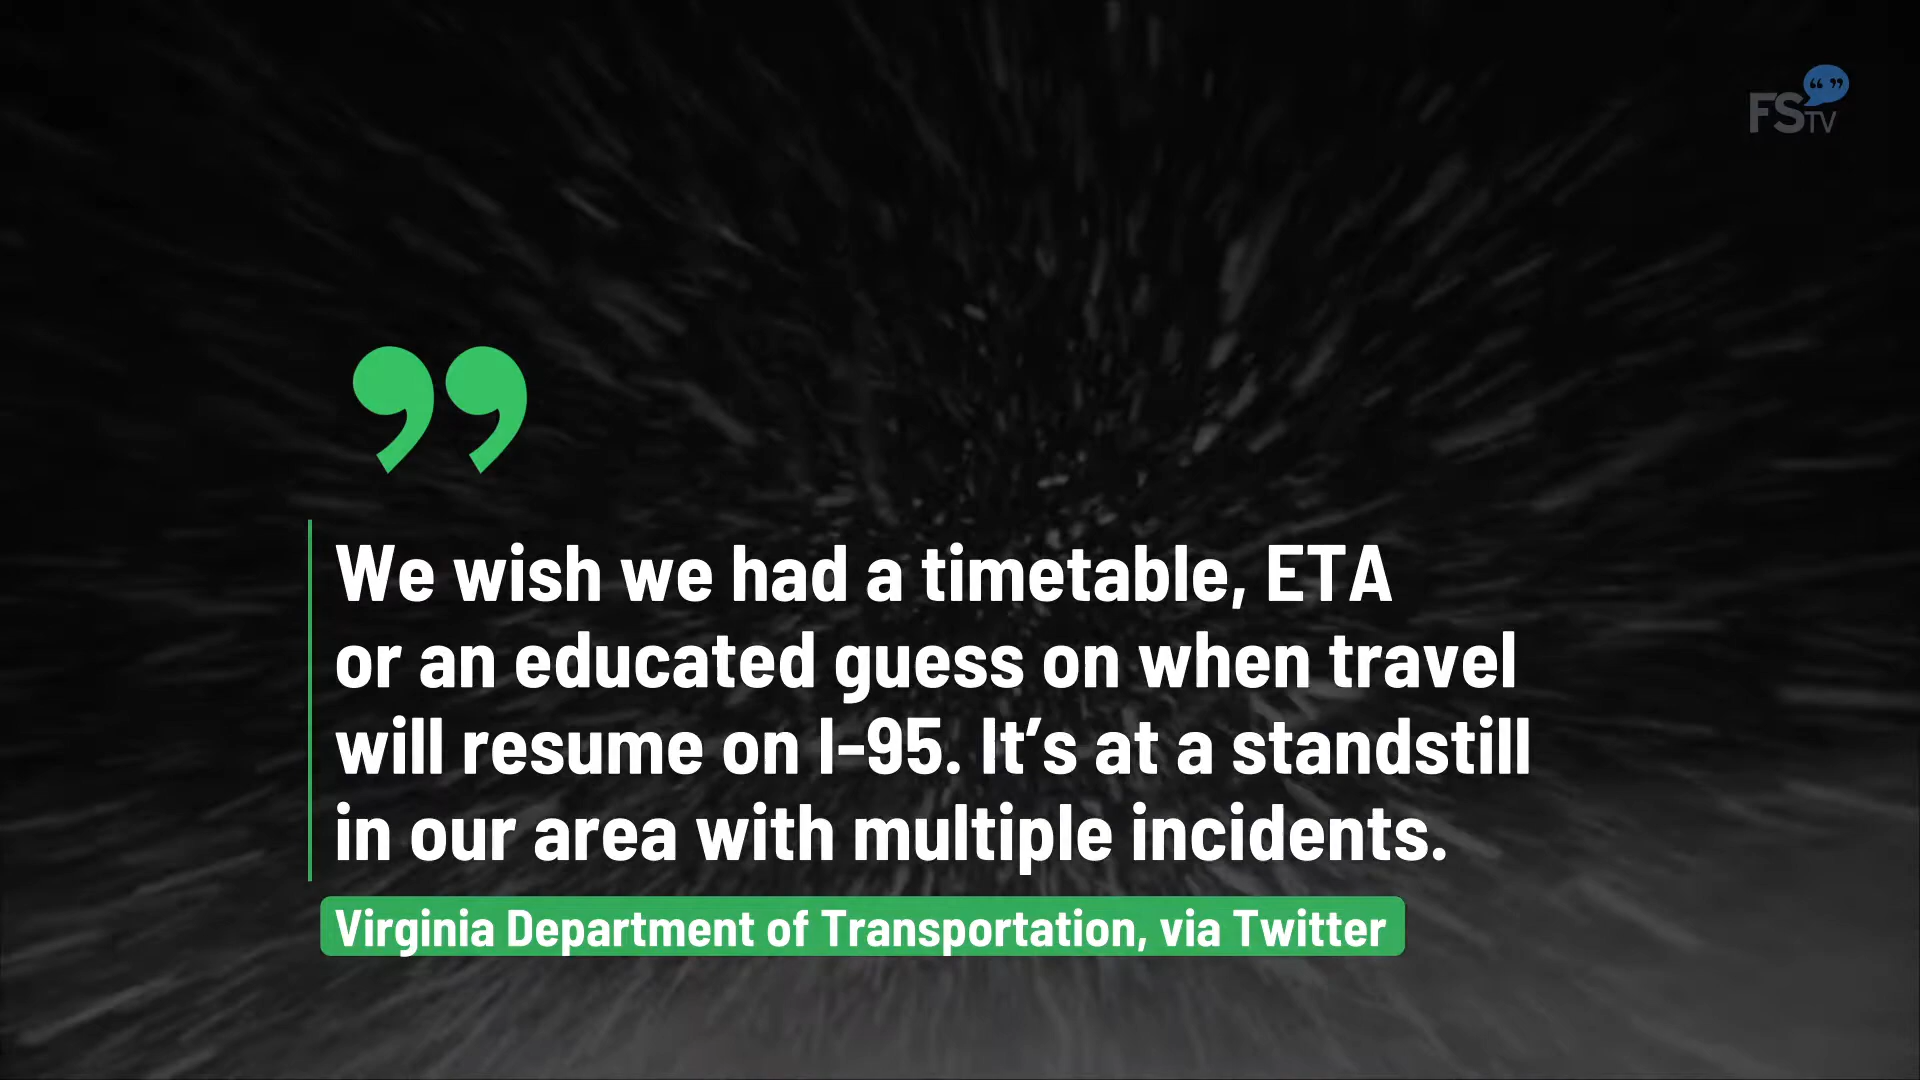 FSTV
”
We wish we had a timetable, ETA
or an educated guess on when travel
will resume on I-95. It’s at a standstill
in our area with multiple incidents.
Virginia Department of Transportation, via Twitter